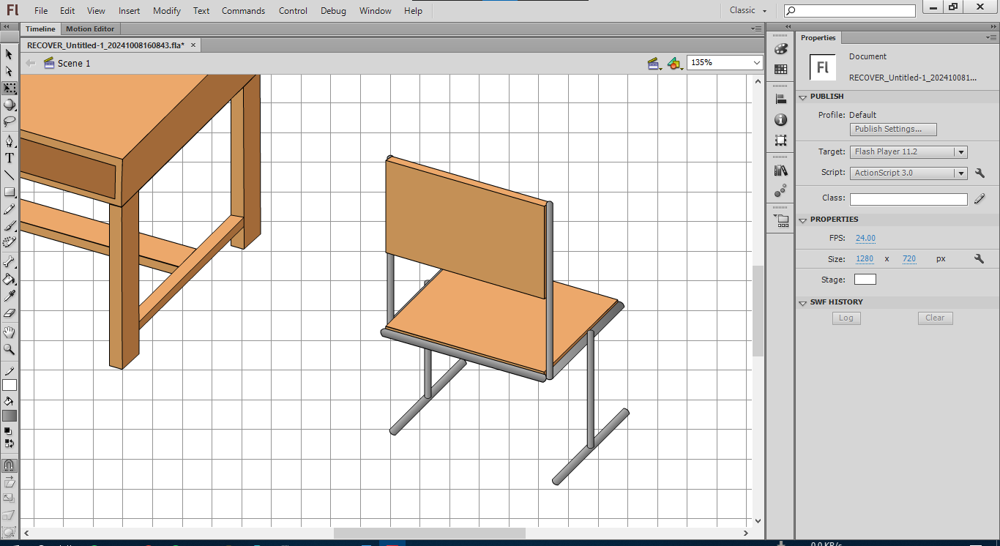 Fl File Edit View Insert Modify Text Commands Control Debug Window Help Classic
Timeline Motion Editor
RECOVER_Untitled-1_20241008160843.fla*
Scene 1 135%
T
Properties
Fl Document
RECOVER_Untitled-1_202410081...
PUBLISH
Profile: Default
Publish Settings...
Target: Flash Player 11.2
Script: ActionScript 3.0
Class:
PROPERTIES
FPS: 24.00
Size: 1280 x 720 px
Stage:
SWF HISTORY
Log Clear